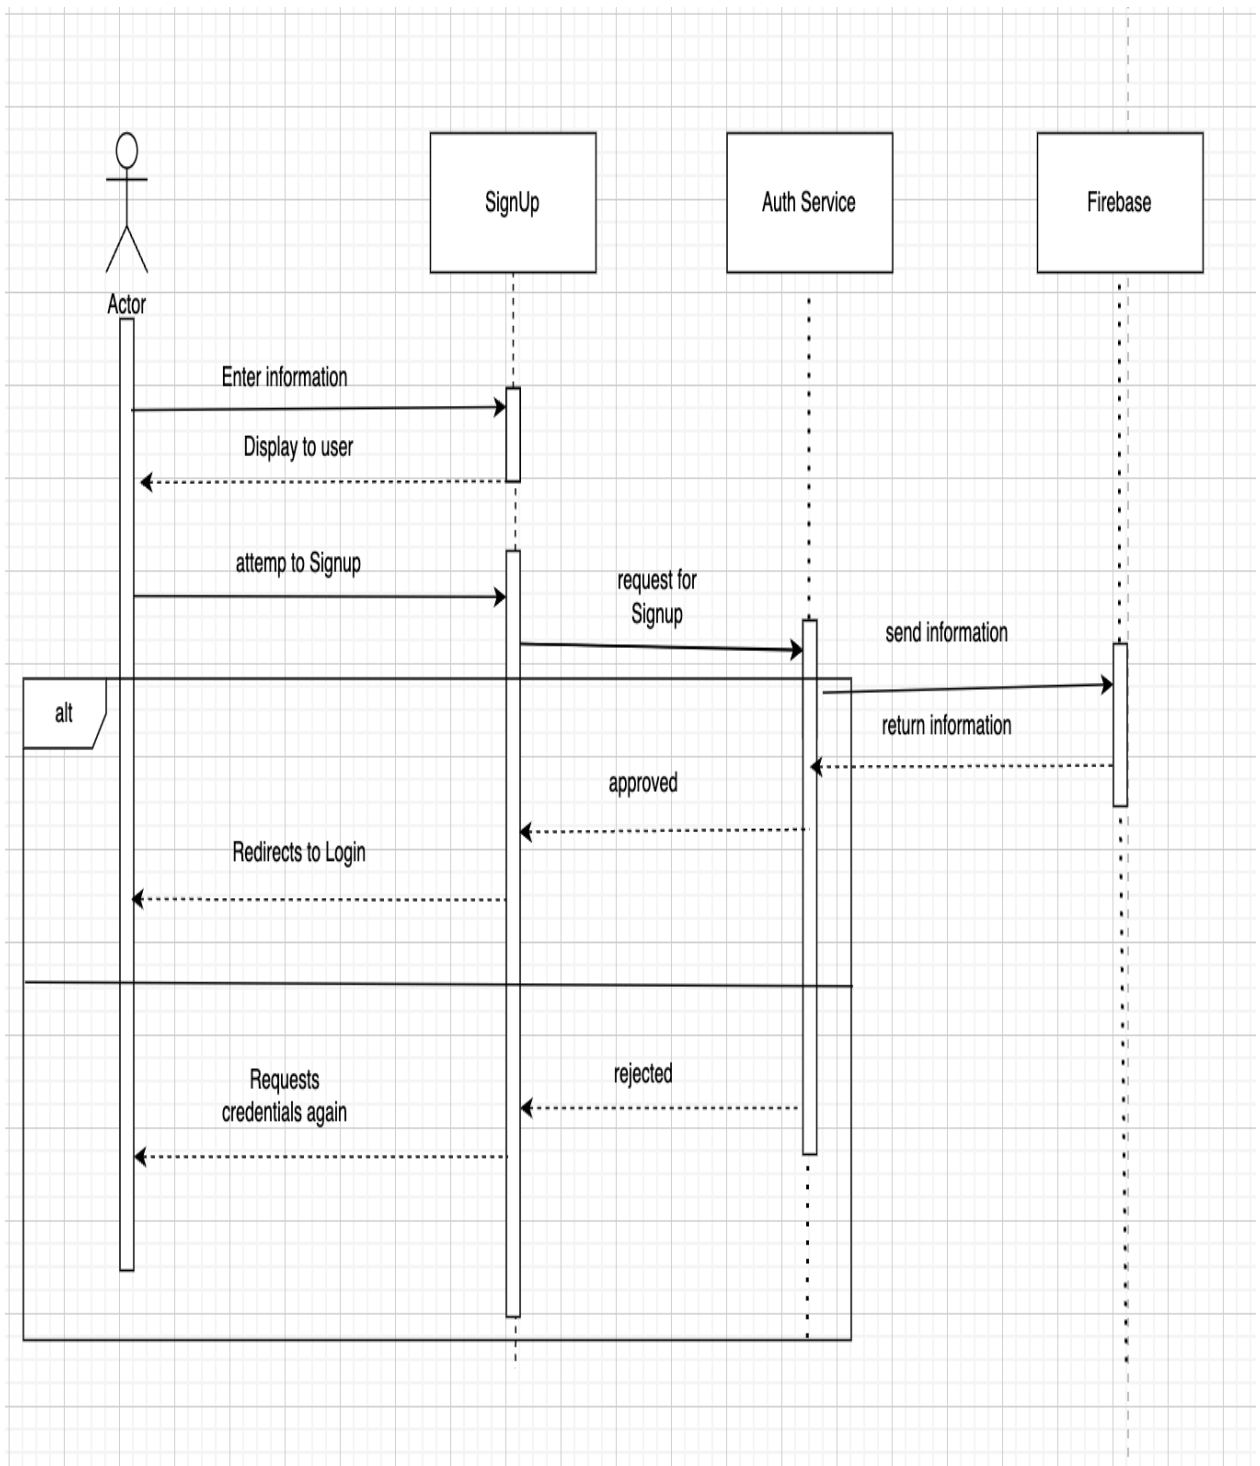 SignUp
Auth Service
Firebase
Actor
Enter information
Display to user
attemp to Signup
request for
Signup
send information
alt
return information
approved
Redirects to Login
rejected
Requests
credentials again